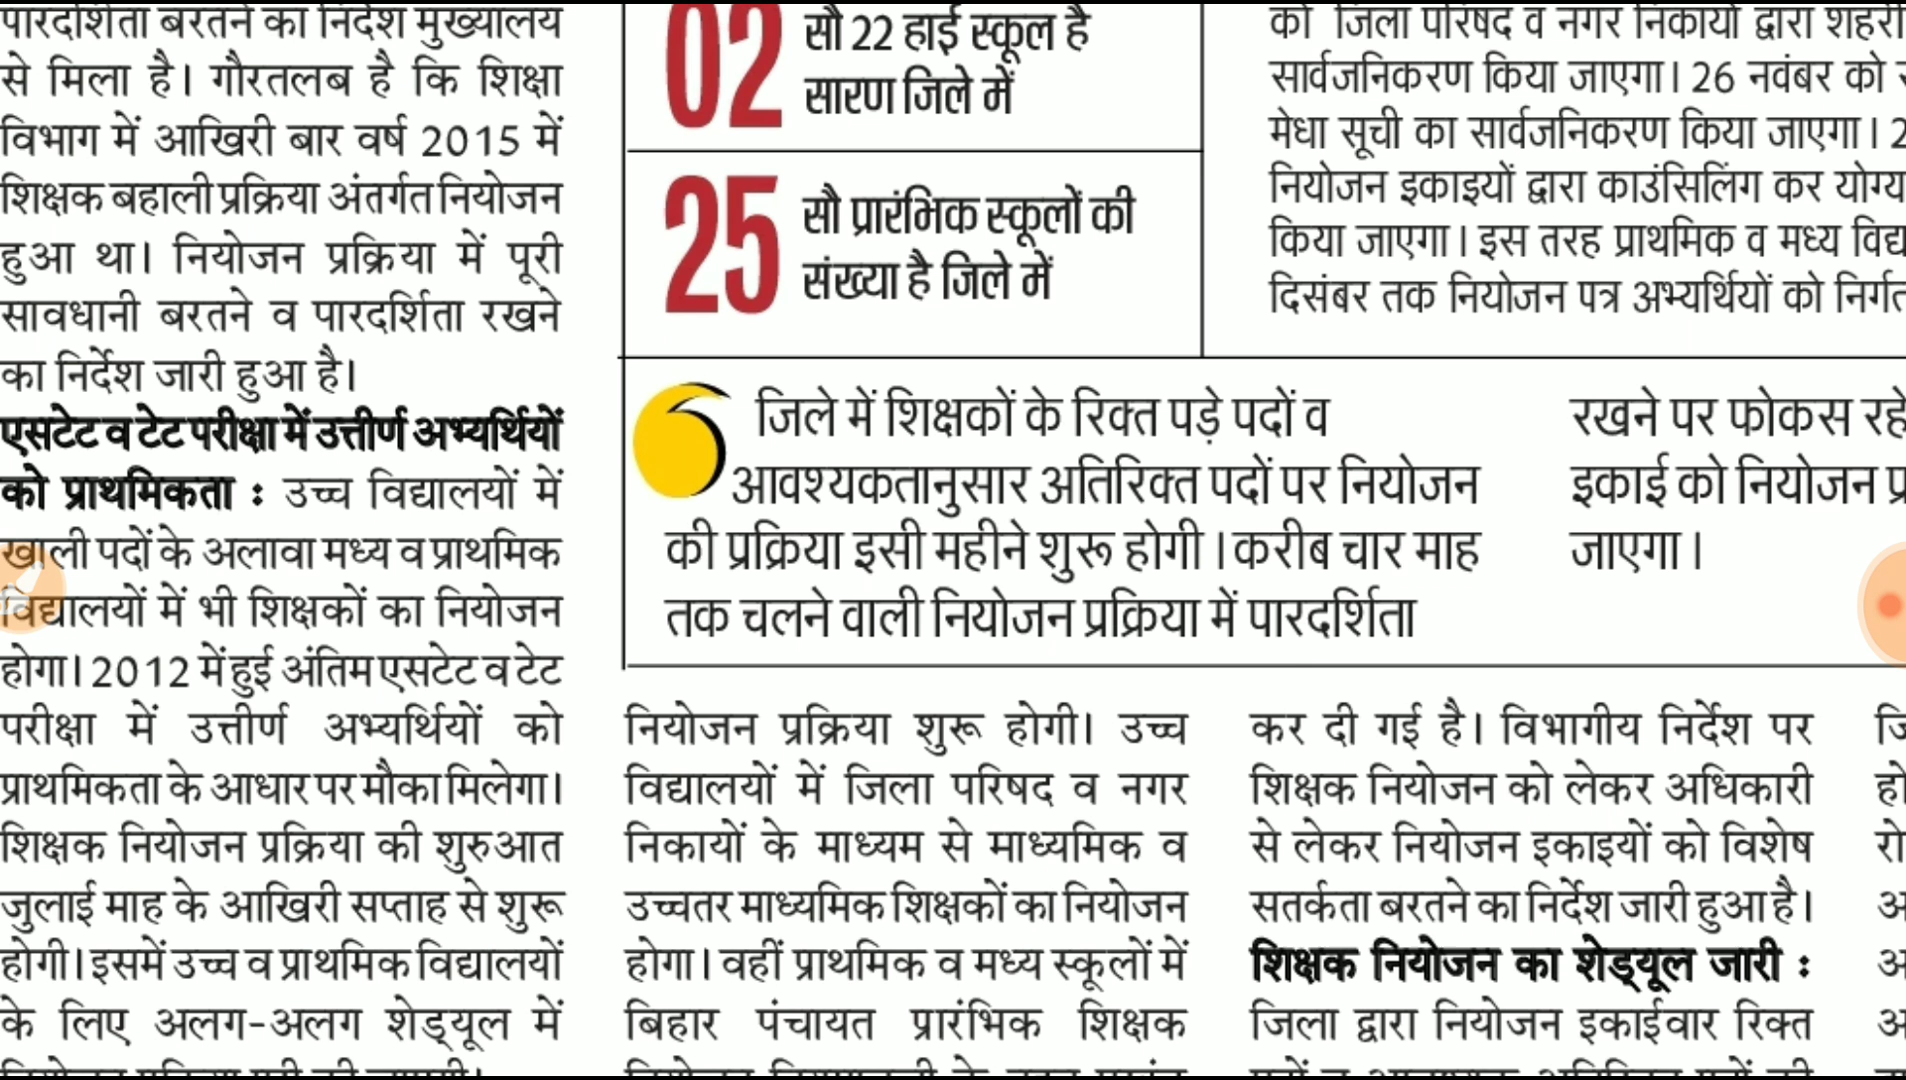 पारदर्शिता बरतने का निर्देश मुख्यालय
से मिला है। गौरतलब है कि शिक्षा
विभाग में आखिरी बार वर्ष 2015 में
शिक्षक बहाली प्रक्रिया अंतर्गत नियोजन
हुआ था। नियोजन प्रक्रिया में पूरी
सावधानी बरतने व पारदर्शिता रखने
का निर्देश जारी हुआ है।
एसटेट व टेट परीक्षा में उत्तीर्ण अभ्यर्थियों
को प्राथमिकता : उच्च विद्यालयों में
खाली पदों के अलावा मध्य व प्राथमिक
विद्यालयों में भी शिक्षकों का नियोजन
होगा। 2012 में हुई अंतिम एसटेट व टेट
परीक्षा में उत्तीर्ण अभ्यर्थियों को
प्राथमिकता के आधार पर मौका मिलेगा।
शिक्षक नियोजन प्रक्रिया की शुरुआत
जुलाई माह के आखिरी सप्ताह से शुरू
होगी। इसमें उच्च व प्राथमिक विद्यालयों
के लिए अलग-अलग शेड्यूल में
02 सौ 22 हाई स्कूल है
सारण जिले में
25 सौ प्रारंभिक स्कूलों की
संख्या है जिले में
को जिला परिषद व नगर निकायों द्वारा शहरी
सार्वजनिकरण किया जाएगा। 26 नवंबर को
मेधा सूची का सार्वजनिकरण किया जाएगा।
नियोजन इकाइयों द्वारा काउंसिलिंग कर योग्य
किया जाएगा। इस तरह प्राथमिक व मध्य
दिसंबर तक नियोजन पत्र अभ्यर्थियों को निर्गत
जिले में शिक्षकों के रिक्त पड़े पदों व
आवश्यकतानुसार अतिरिक्त पदों पर नियोजन
की प्रक्रिया इसी महीने शुरू होगी। करीब चार माह
तक चलने वाली नियोजन प्रक्रिया में पारदर्शिता
रखने पर फोकस रहे
इकाई को नियोजन
जाएगा।
नियोजन प्रक्रिया शुरू होगी। उच्च
विद्यालयों में जिला परिषद व नगर
निकायों के माध्यम से माध्यमिक व
उच्चतर माध्यमिक शिक्षकों का नियोजन
होगा। वहीं प्राथमिक व मध्य स्कूलों में
बिहार पंचायत प्रारंभिक शिक्षक
कर दी गई है। विभागीय निर्देश पर
शिक्षक नियोजन को लेकर अधिकारी
से लेकर नियोजन इकाइयों को विशेष
सतर्कता बरतने का निर्देश जारी हुआ है।
शिक्षक नियोजन का शेड्यूल जारी :
जिला द्वारा नियोजन इकाईवार रिक्त